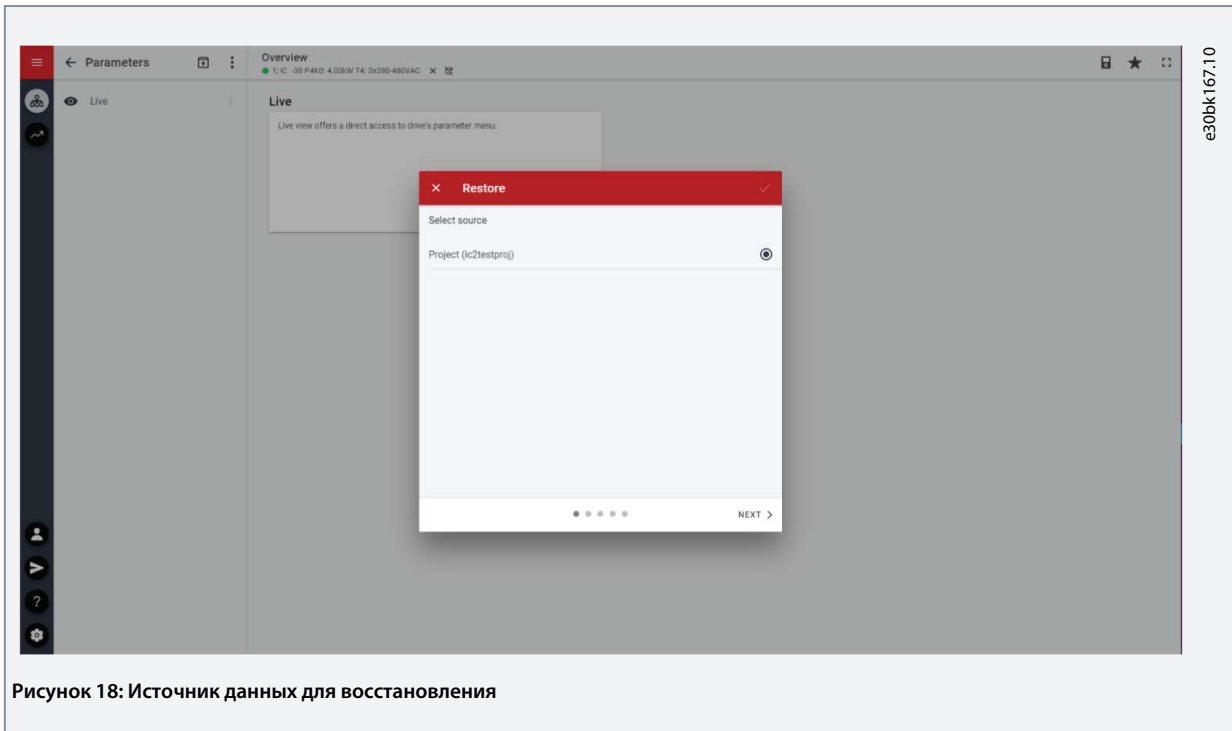 Parameters
Overview
1; iC -30 P4K0: 4.00kW T4: 3x380-480VAC
Live
Live
Live view offers a direct access to drive's parameter menu.
Restore
Select source
Project (ic2testproj)
NEXT
e30bk167.10
Рисунок 18: Источник данных для восстановления